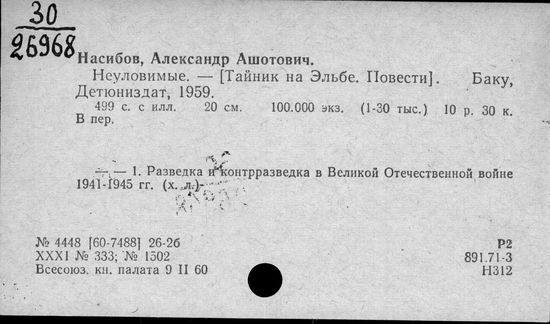 30
26968
Насибов, Александр Ашотович.
Неуловимые. — [Тайник на Эльбе. Повести]. Баку,
Детюниздат, 1959.
499 с. с илл. 20 см. 100.000 экз. (1-30 тыс.) 10 р. 30 к.
В пер.
— — 1. Разведка и контрразведка в Великой Отечественной войне
1941-1945 гг. (х. л.)-
№ 4448 [60-7488] 26-2б Р2
XXXI № 333; № 1502 891.71-3
Всесоюз. кн. палата 9 II 60 Н312